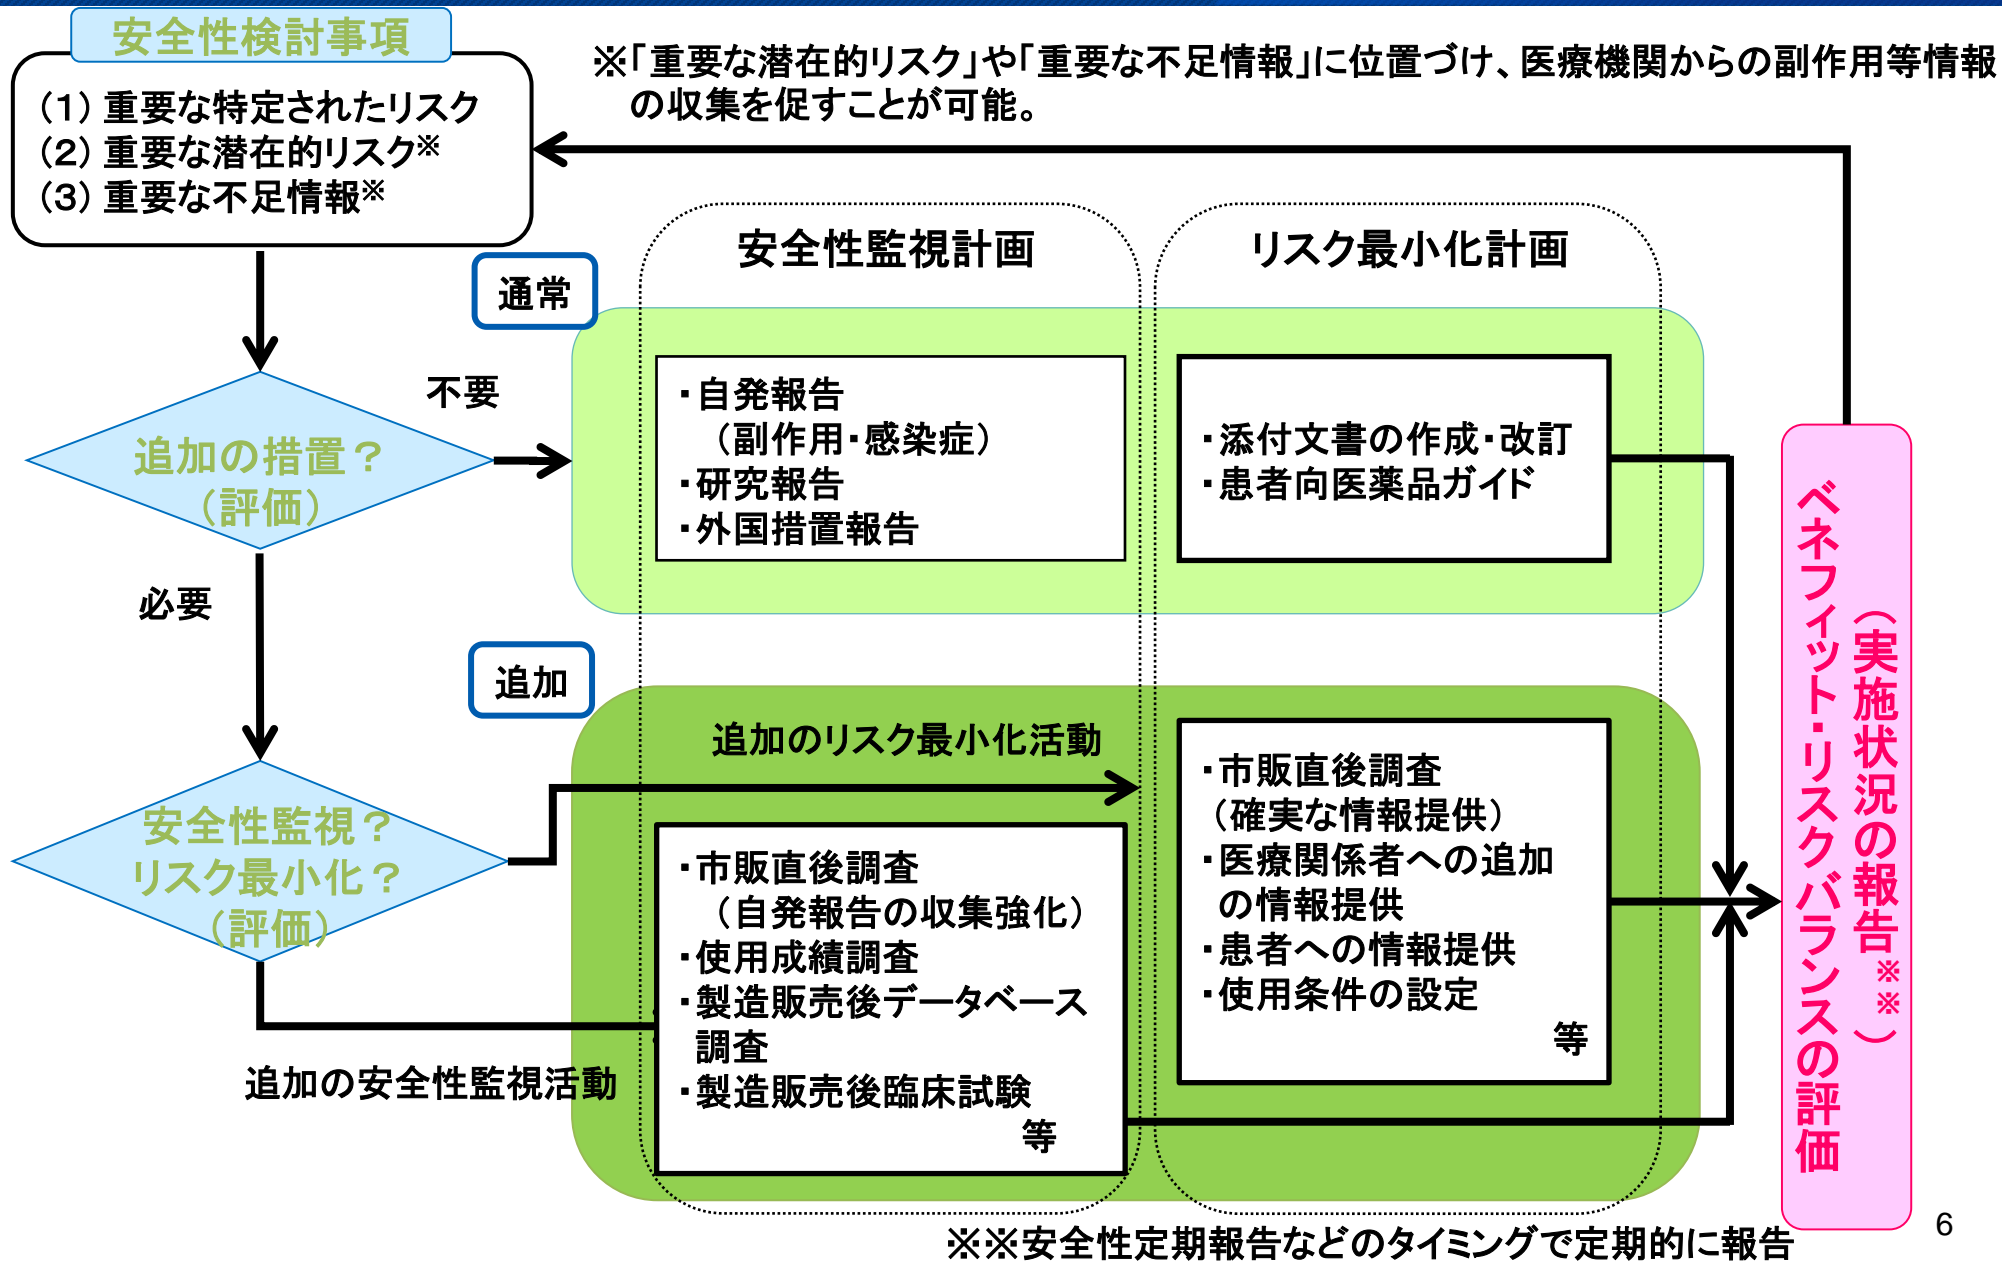 安全性検討事項
(1) 重要な特定されたリスク
(2) 重要な潜在的リスク※
(3) 重要な不足情報※
※「重要な潜在的リスク」や「重要な不足情報」に位置づけ、医療機関からの副作用等情報
の収集を促すことが可能。
安全性監視計画
リスク最小化計画
通常
不要
追加の措置？
（評価）
・自発報告
（副作用・感染症）
・研究報告
・外国措置報告
・添付文書の作成・改訂
・患者向医薬品ガイド
必要
追加
追加のリスク最小化活動
安全性監視？
リスク最小化？
（評価）
・市販直後調査
（自発報告の収集強化）
・使用成績調査
・製造販売後データベース
調査
・製造販売後臨床試験
等
・市販直後調査
（確実な情報提供）
・医療関係者への追加
の情報提供
・患者への情報提供
・使用条件の設定
等
追加の安全性監視活動
（実施状況の報告※※）
ベネフィット・リスクバランスの評価
※※安全性定期報告などのタイミングで定期的に報告
6